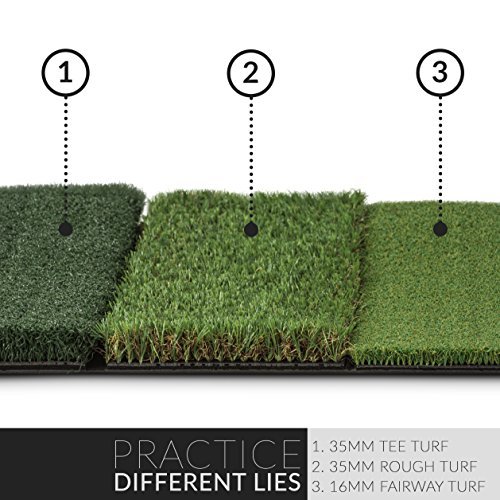 1
2
3
PRACTICE
DIFFERENT LIES
1. 35MM TEE TURF
2. 35MM ROUGH TURF
3. 16MM FAIRWAY TURF